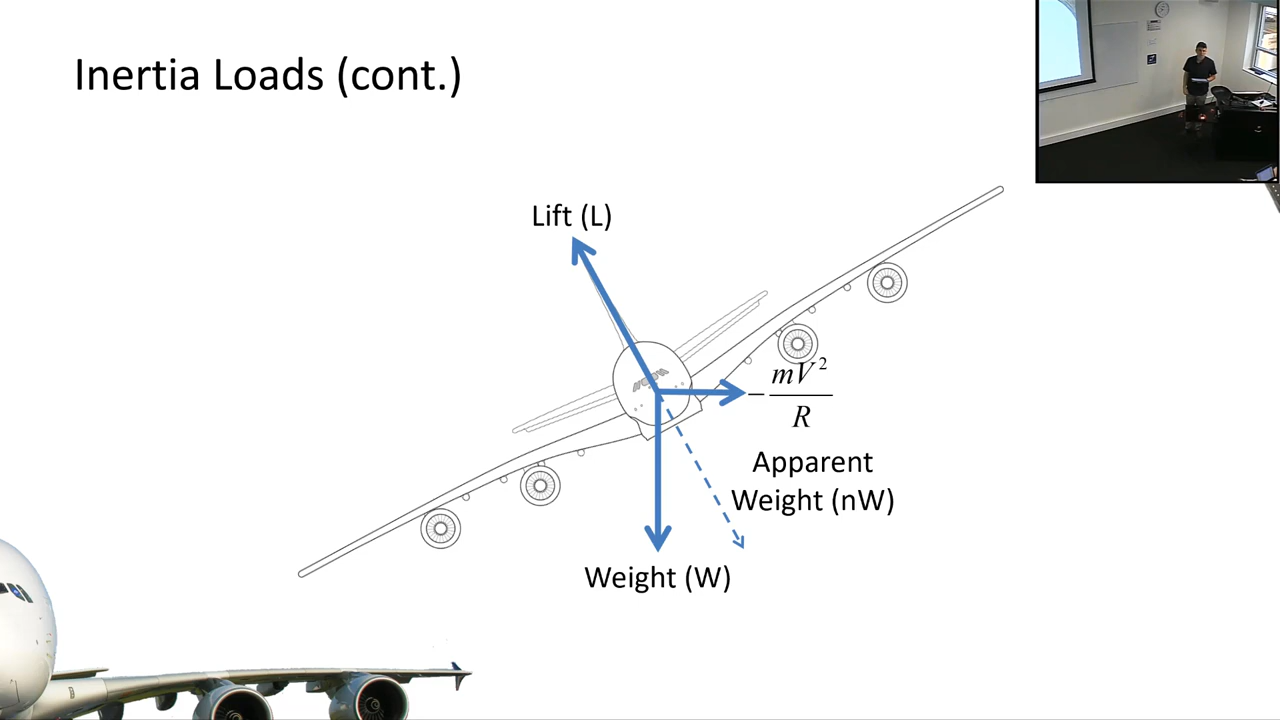 Inertia Loads (cont.)
Lift (L)
− mV² / R
Apparent
Weight (nW)
Weight (W)